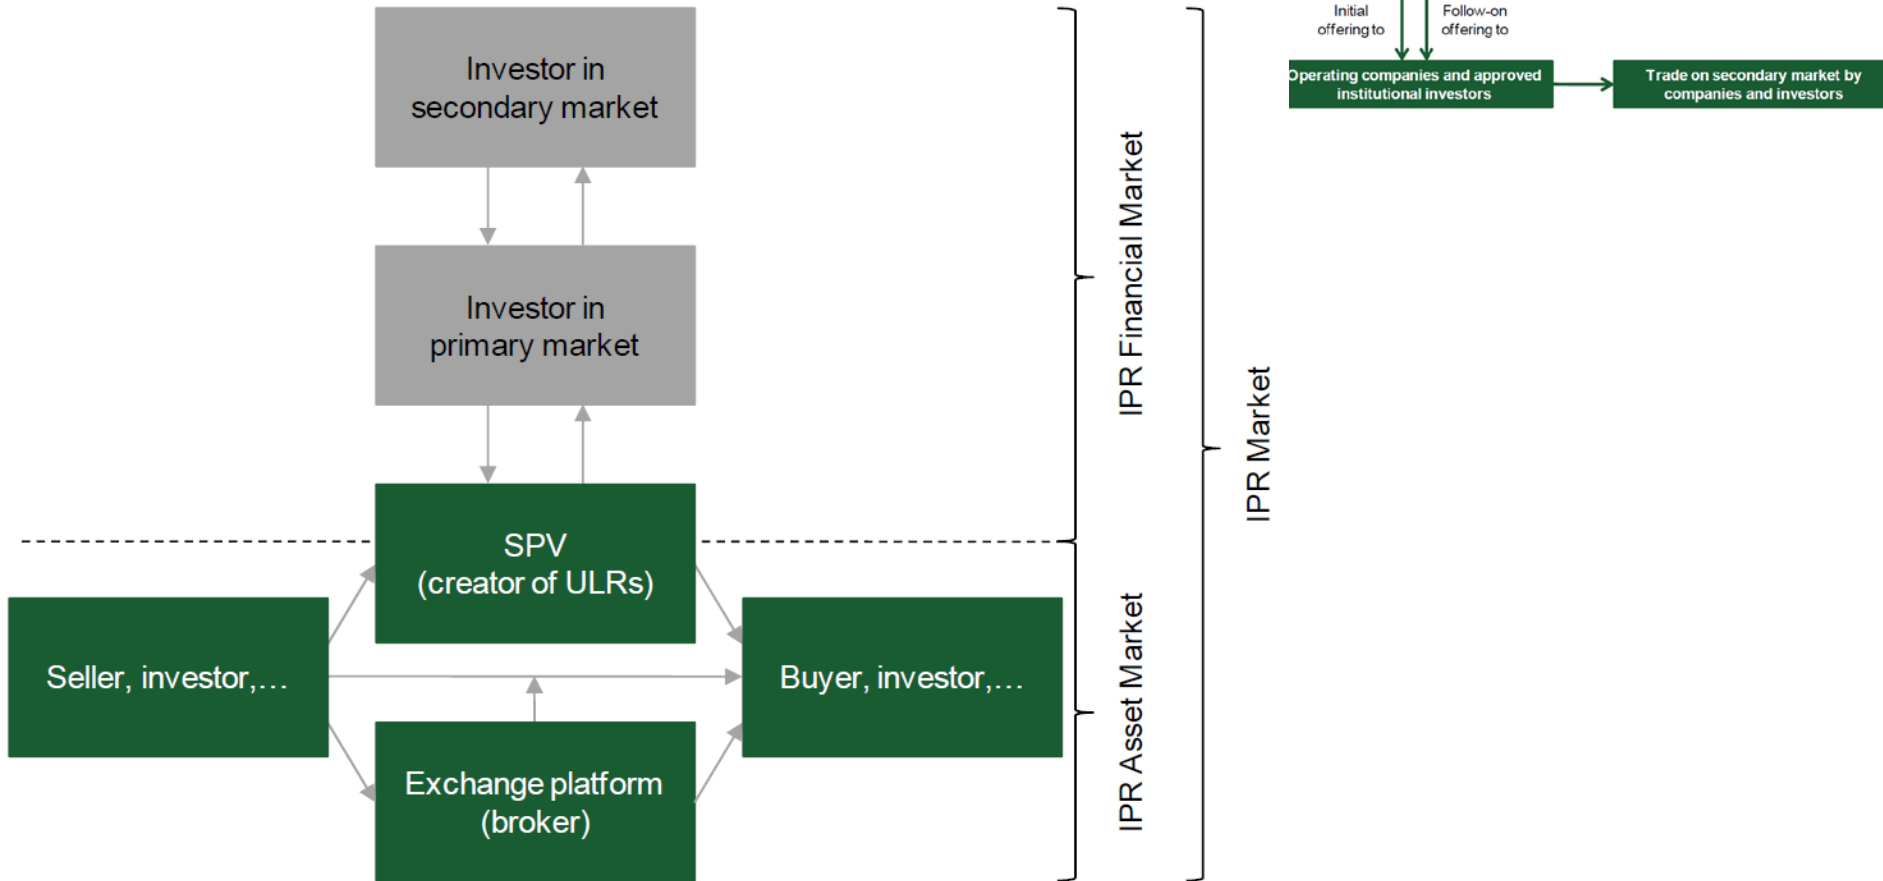 Investor in
secondary market
Investor in
primary market
SPV
(creator of ULRs)
Seller, investor,...
Buyer, investor,...
Exchange platform
(broker)
IPR Financial Market
IPR Asset Market
IPR Market
Initial
offering to
Follow-on
offering to
Operating companies and approved
institutional investors
Trade on secondary market by
companies and investors